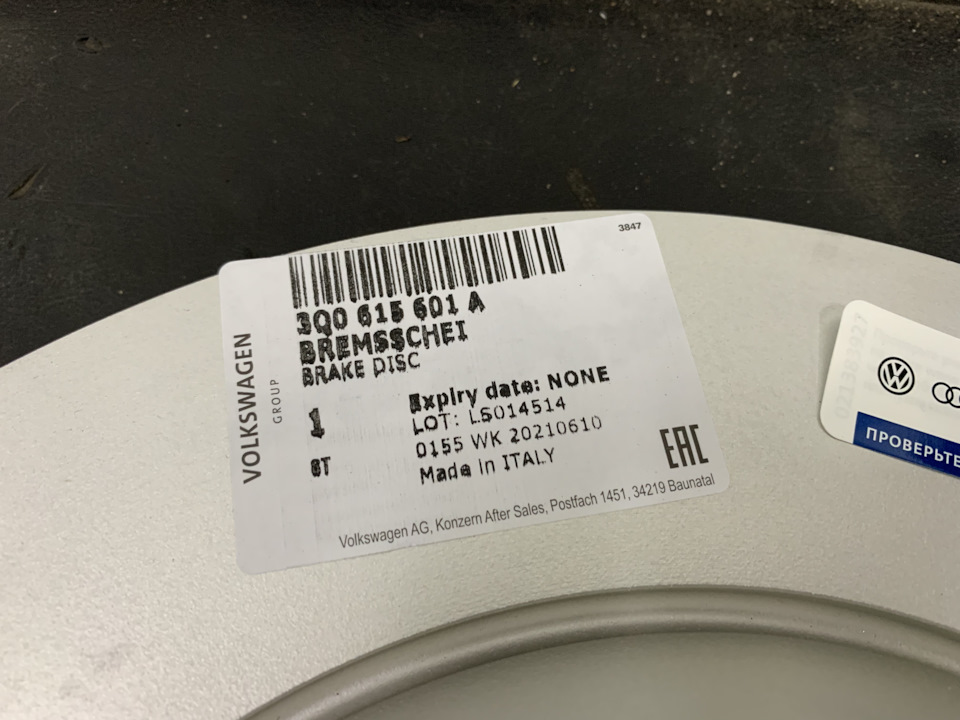 3847
3Q0 615 601 A
BREMSSCHEI
BRAKE DISC
Expiry date: NONE
1
LOT: LS014514
ST
0155 WK 20210610
Made in ITALY
EAC
Volkswagen AG, Konzern After Sales, Postfach 1451, 34219 Baunatal
VOLKSWAGEN
GROUP
ПРОВЕРЬТЕ